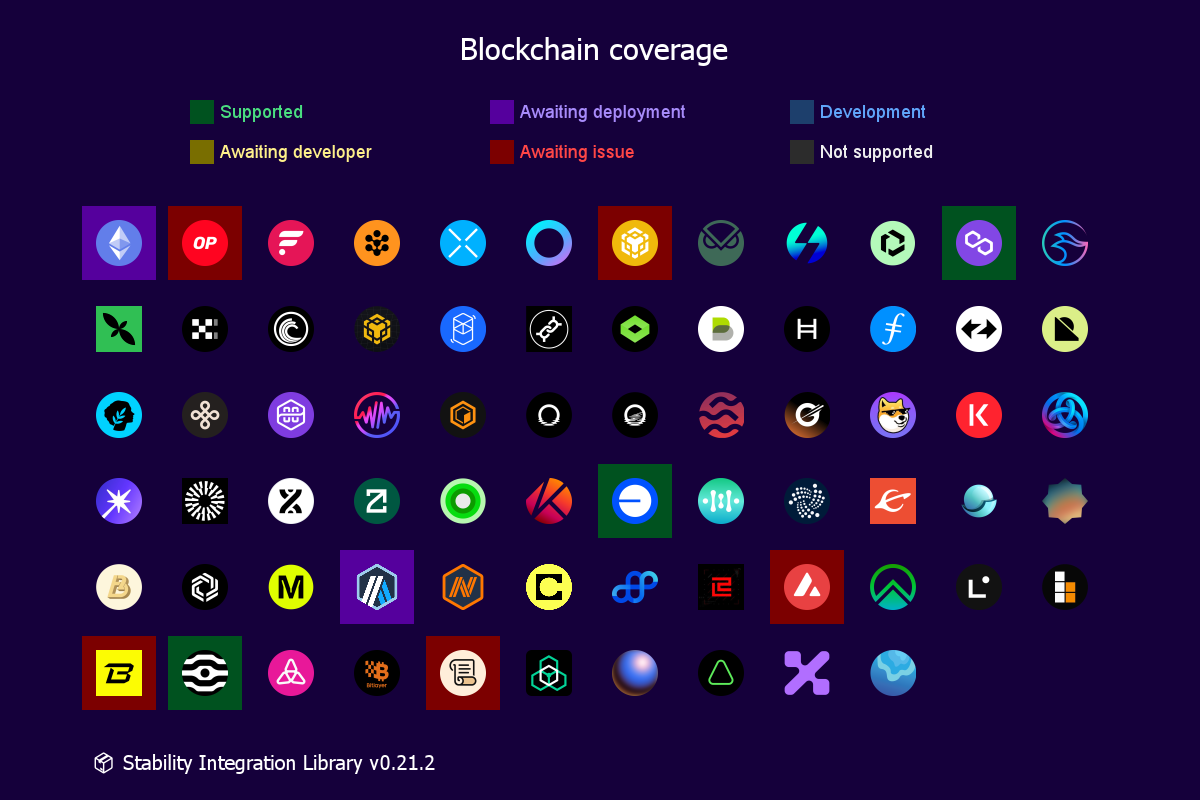 Blockchain coverage
Supported Awaiting deployment Development
Awaiting developer Awaiting issue Not supported
OP
K
B
M
C
B
Bitlayer
Stability Integration Library v0.21.2